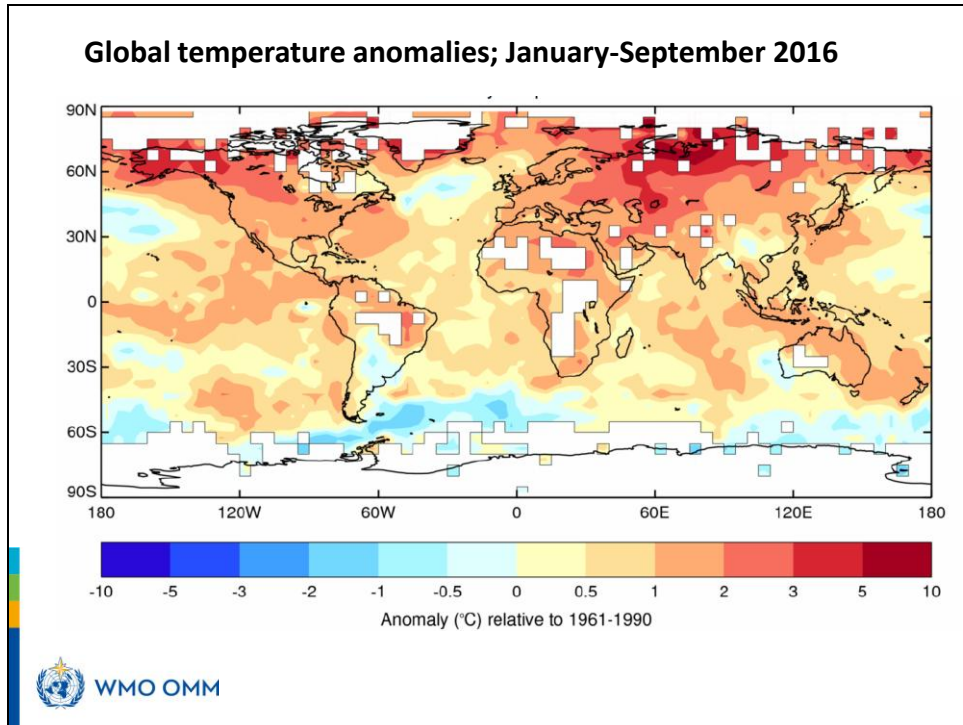 Global temperature anomalies; January-September 2016
90N
60N
30N
0
30S
60S
90S
180 120W 60W 0 60E 120E 180
-10 -5 -3 -2 -1 -0.5 0 0.5 1 2 3 5 10
Anomaly (°C) relative to 1961-1990
WMO OMM